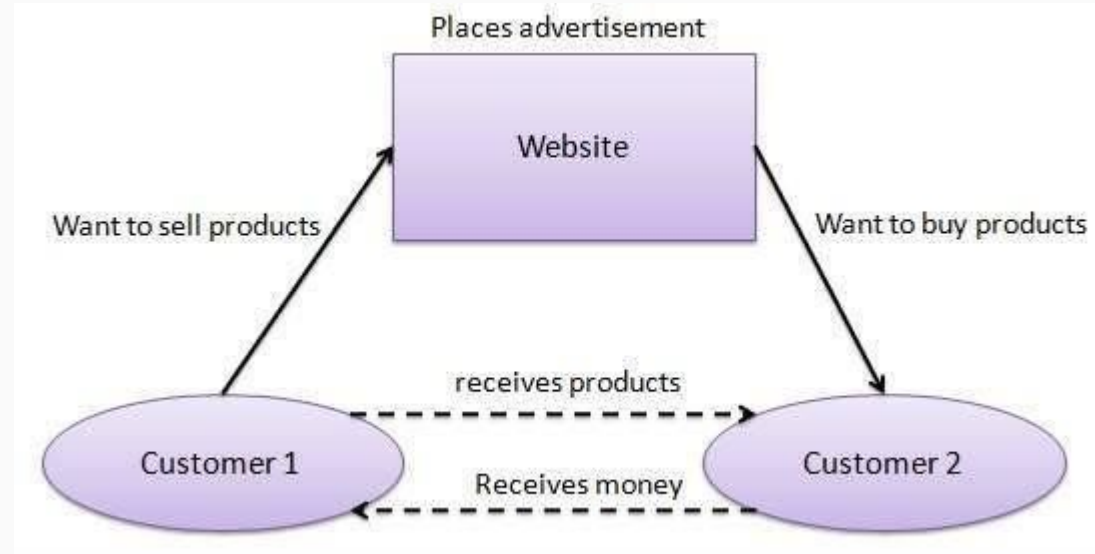 Places advertisement
Website
Want to sell products
Want to buy products
receives products
Customer 1
Customer 2
Receives money